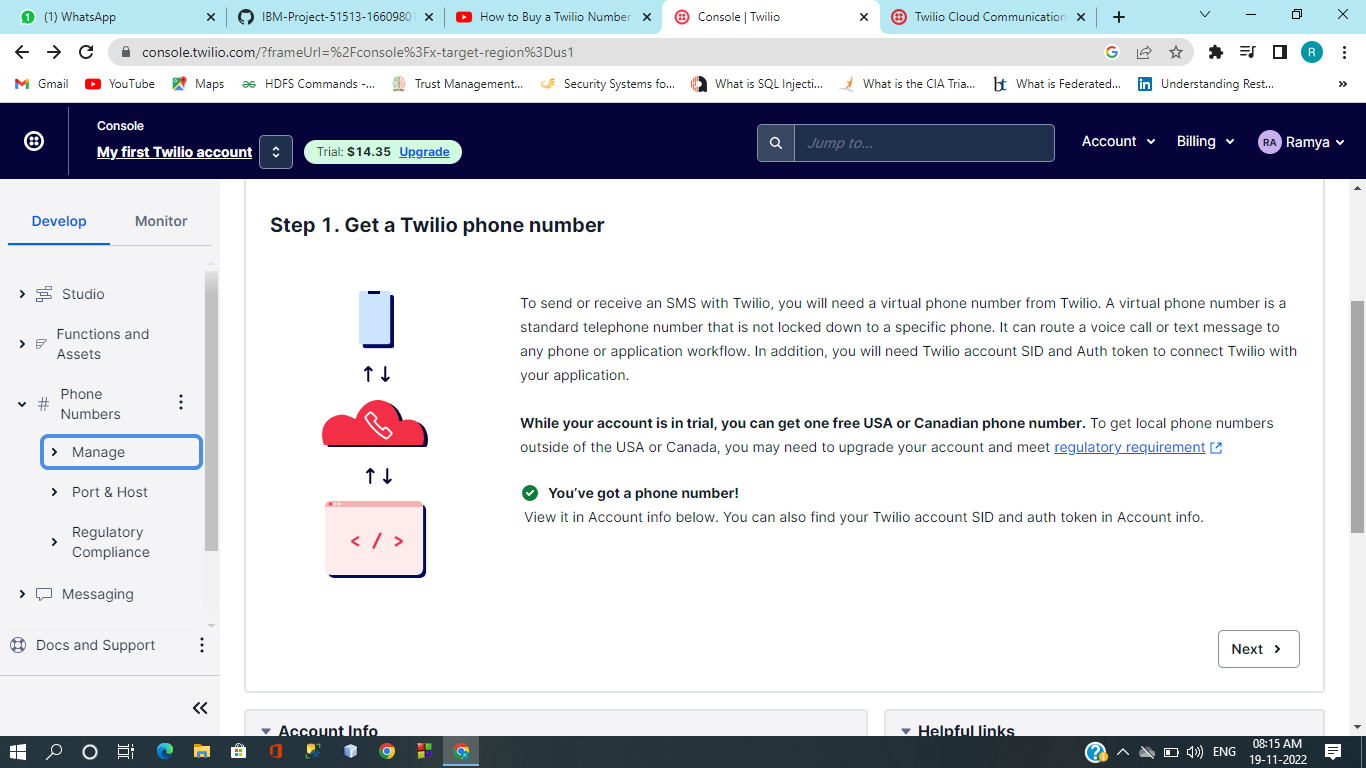 (1) WhatsApp
IBM-Project-51513-16609801
How to Buy a Twilio Number
Console | Twilio
Twilio Cloud Communication
console.twilio.com/?frameUrl=%2Fconsole%3Fx-target-region%3Dus1
R
Gmail
YouTube
Maps
HDFS Commands -...
Trust Management...
Security Systems fo...
What is SQL Injecti...
What is the CIA Tria...
What is Federated...
Understanding Rest...
Console
My first Twilio account
Trial: $14.35 Upgrade
Jump to...
Account
Billing
RA
Ramya
Develop
Monitor
Studio
Functions and
Assets
Phone
Numbers
Manage
Port & Host
Regulatory
Compliance
Messaging
Docs and Support
Step 1. Get a Twilio phone number
To send or receive an SMS with Twilio, you will need a virtual phone number from Twilio. A virtual phone number is a
standard telephone number that is not locked down to a specific phone. It can route a voice call or text message to
any phone or application workflow. In addition, you will need Twilio account SID and Auth token to connect Twilio with
your application.
While your account is in trial, you can get one free USA or Canadian phone number. To get local phone numbers
outside of the USA or Canada, you may need to upgrade your account and meet regulatory requirement
You've got a phone number!
View it in Account info below. You can also find your Twilio account SID and auth token in Account info.
< / >
Next
Account Info
Helpful links
ENG
08:15 AM
19-11-2022